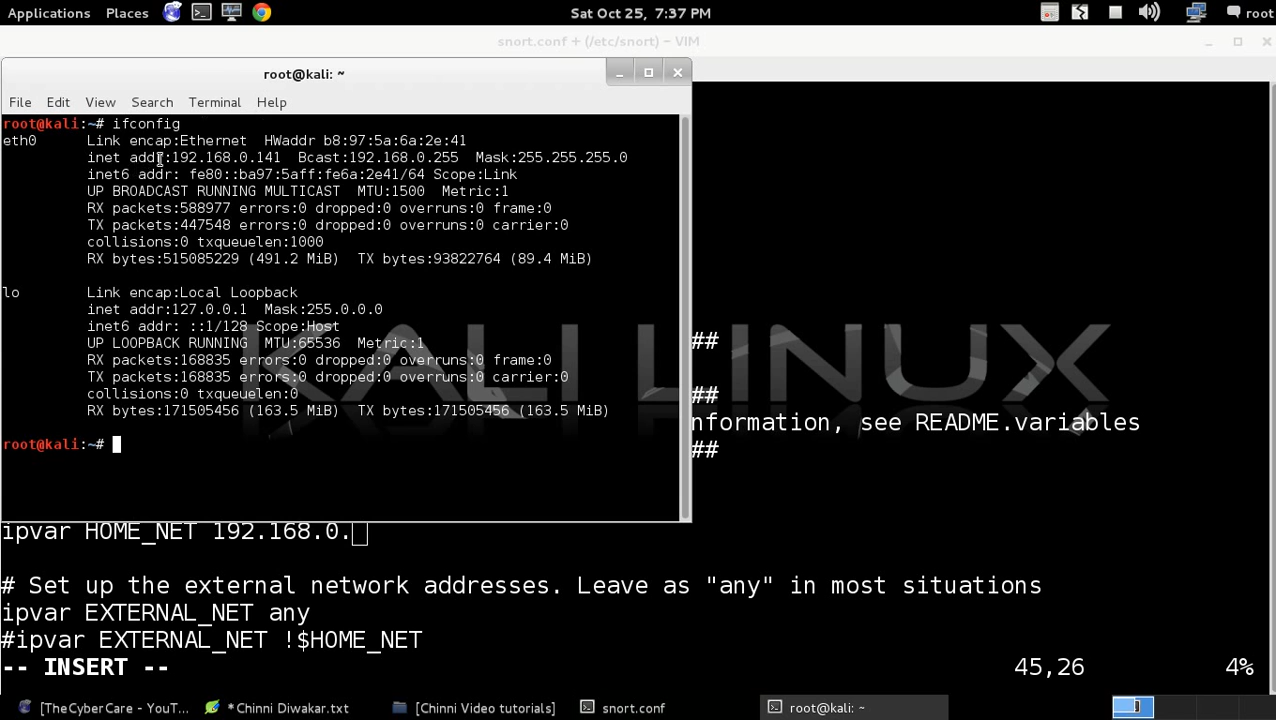 Applications Places Sat Oct 25, 7:37 PM root
snort.conf + (/etc/snort) - VIM
root@kali: ~
File Edit View Search Terminal Help
root@kali:~# ifconfig
eth0 Link encap:Ethernet HWaddr b8:97:5a:6a:2e:41
inet addr:192.168.0.141 Bcast:192.168.0.255 Mask:255.255.255.0
inet6 addr: fe80::ba97:5aff:fe6a:2e41/64 Scope:Link
UP BROADCAST RUNNING MULTICAST MTU:1500 Metric:1
RX packets:588977 errors:0 dropped:0 overruns:0 frame:0
TX packets:447548 errors:0 dropped:0 overruns:0 carrier:0
collisions:0 txqueuelen:1000
RX bytes:515085229 (491.2 MiB) TX bytes:93822764 (89.4 MiB)
lo Link encap:Local Loopback
inet addr:127.0.0.1 Mask:255.0.0.0
inet6 addr: ::1/128 Scope:Host
UP LOOPBACK RUNNING MTU:65536 Metric:1
RX packets:168835 errors:0 dropped:0 overruns:0 frame:0
TX packets:168835 errors:0 dropped:0 overruns:0 carrier:0
collisions:0 txqueuelen:0
RX bytes:171505456 (163.5 MiB) TX bytes:171505456 (163.5 MiB)
root@kali:~#
KALI LINUX
##
##
nformation, see README.variables
##
ipvar HOME_NET 192.168.0.
# Set up the external network addresses. Leave as "any" in most situations
ipvar EXTERNAL_NET any
#ipvar EXTERNAL_NET !$HOME_NET
-- INSERT -- 45,26 4%
[TheCyberCare - YouT... *Chinni Diwakar.txt [Chinni Video tutorials] snort.conf root@kali: ~